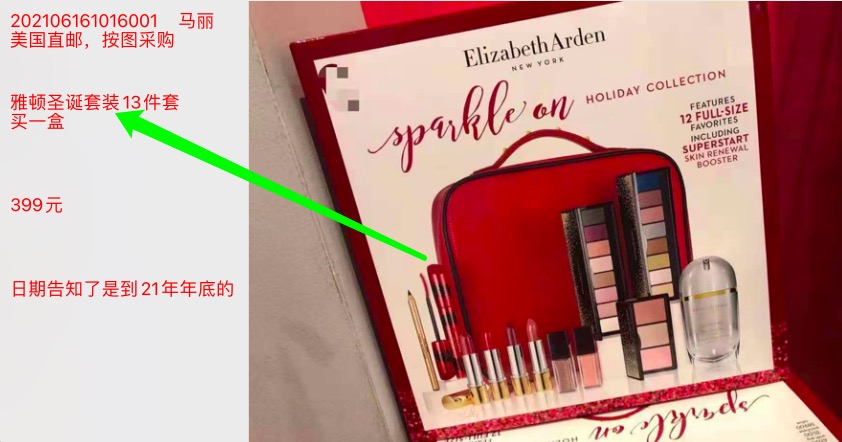 202106161016001 马丽
美国直邮，按图采购
雅顿圣诞套装13件套
买一盒
399元
日期告知了是到21年年底的
Elizabeth Arden
NEW YORK
sparkle on
HOLIDAY COLLECTION
FEATURES
12 FULL-SIZE
FAVORITES
INCLUDING
SUPERSTART
SKIN RENEWAL
BOOSTER
sparkle on